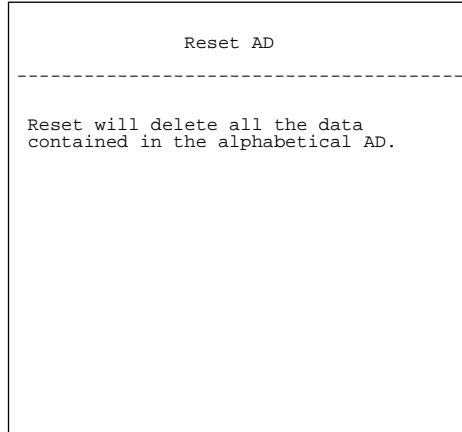 Reset AD
----------------------------------------
Reset will delete all the data
contained in the alphabetical AD.